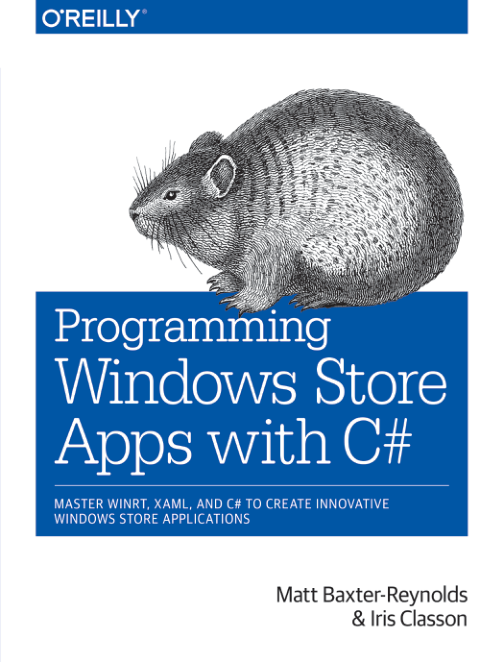 O'REILLY®
Programming
Windows Store
Apps with C#
MASTER WINRT, XAML, AND C# TO CREATE INNOVATIVE
WINDOWS STORE APPLICATIONS
Matt Baxter-Reynolds
& Iris Classon